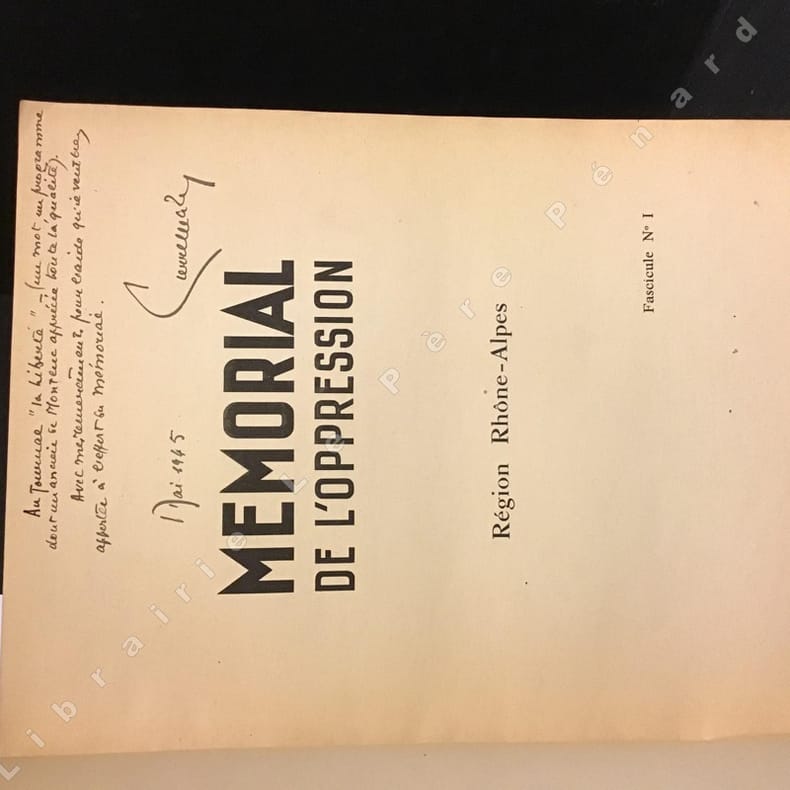 Au Journal "la Liberté" - (un mot un programme
dont un ancien de Montluc apprécie toute la qualité).
Avec mes remerciements pour l'aide qu'il veut bien
apporter à l'effort du mémorial.
Mai 1945
MEMORIAL
DE L'OPPRESSION
Région Rhône-Alpes
Fascicule N° I
Librairie Le Père Pénard